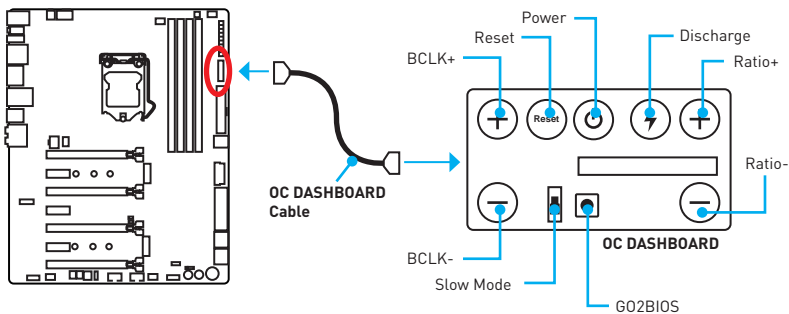 Power
Reset
Discharge
BCLK+
Ratio+
Reset
Ratio-
OC DASHBOARD
Cable
OC DASHBOARD
BCLK-
Slow Mode
GO2BIOS